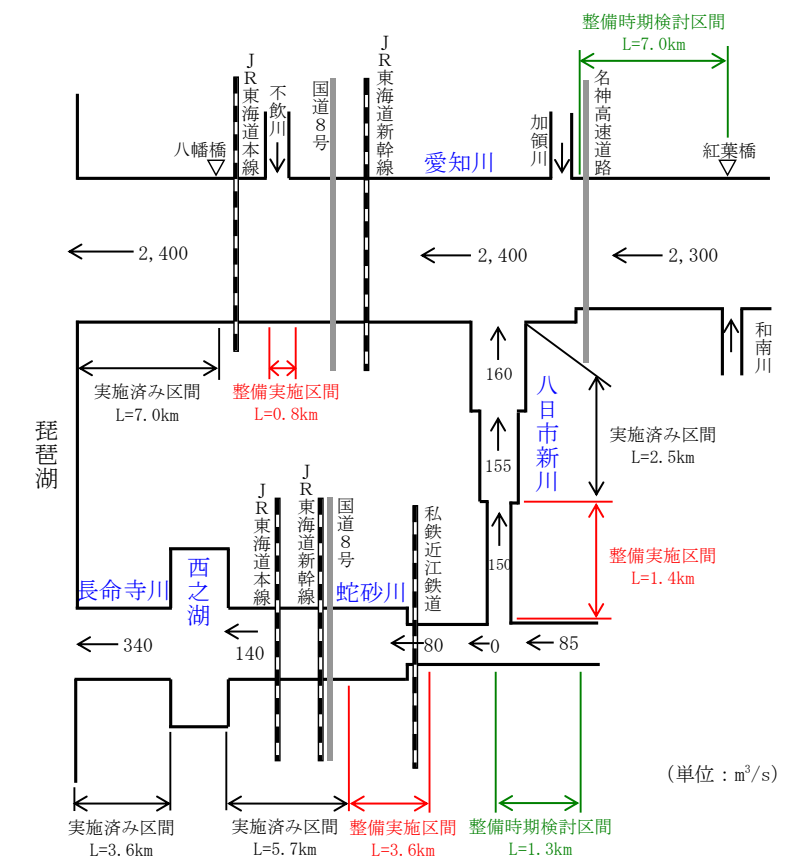 整備時期検討区間
L=7.0km
JR東海道本線
不飲川
国道8号
JR東海道新幹線
加領川
名神高速道路
八幡橋
愛知川
紅葉橋
2,400
2,400
2,300
和南川
160
実施済み区間
L=7.0km
整備実施区間
L=0.8km
八日市新川
琵琶湖
実施済み区間
L=2.5km
155
JR東海道本線
JR東海道新幹線
国道8号
私鉄近江鉄道
整備実施区間
L=1.4km
150
長命寺川
西之湖
蛇砂川
340
140
80
0
85
(単位:m³/s)
実施済み区間
L=3.6km
実施済み区間
L=5.7km
整備実施区間
L=3.6km
整備時期検討区間
L=1.3km